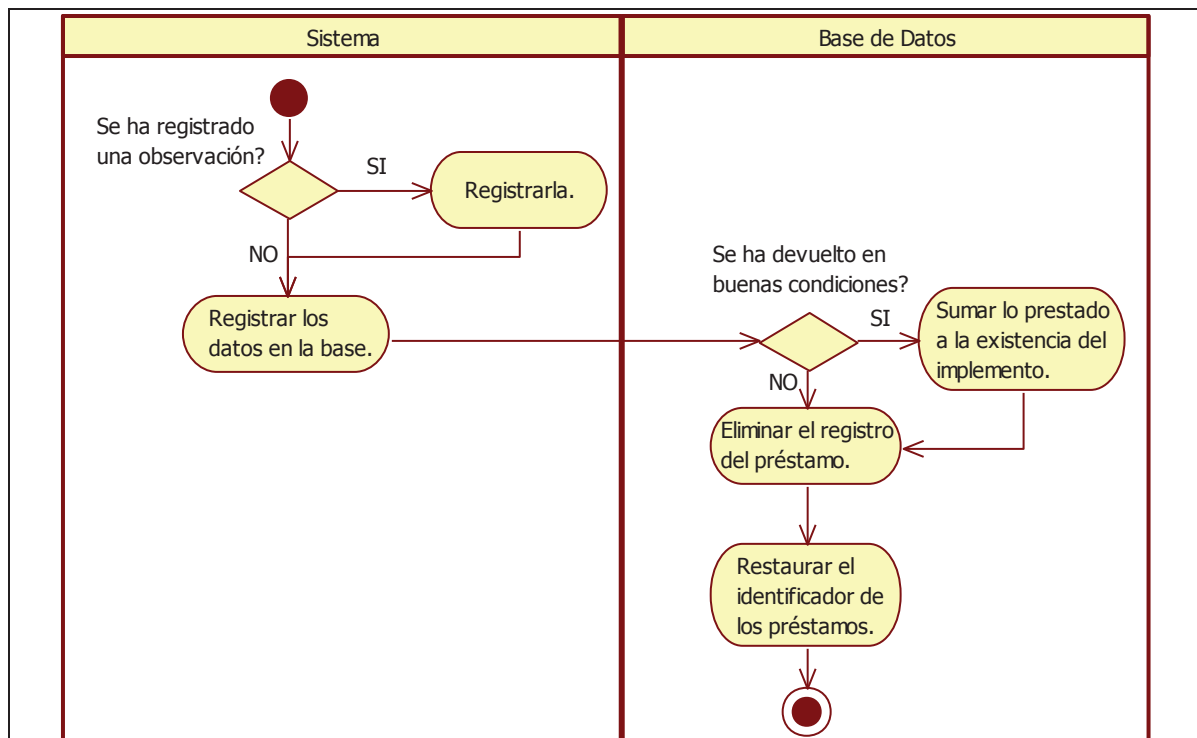 Sistema
Base de Datos
Se ha registrado
una observación?
SI
Registrarla.
NO
Registrar los
datos en la base.
Se ha devuelto en
buenas condiciones?
SI
Sumar lo prestado
a la existencia del
implemento.
NO
Eliminar el registro
del préstamo.
Restaurar el
identificador de
los préstamos.